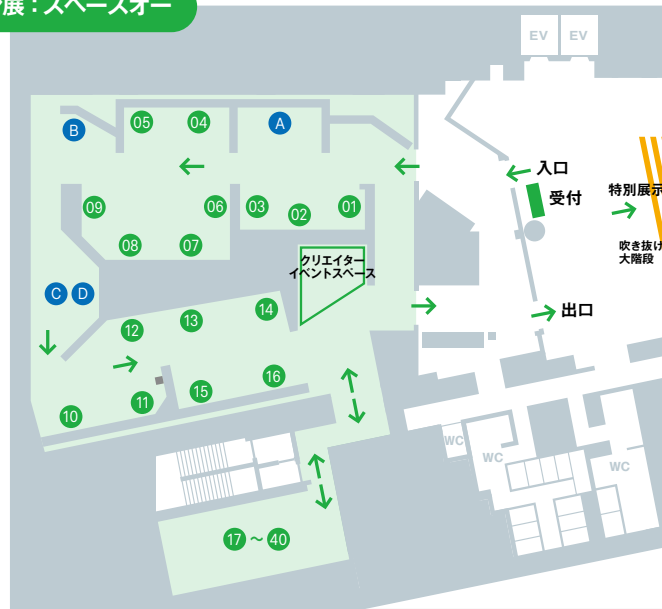 展：スペースオー
EV EV
B
05
04
A
入口
受付
特別展示
09
06
03
02
01
吹き抜け
大階段
08
07
クリエイター
イベントスペース
C D
12
13
14
出口
10
11
15
16
WC
WC
WC
17 ～ 40